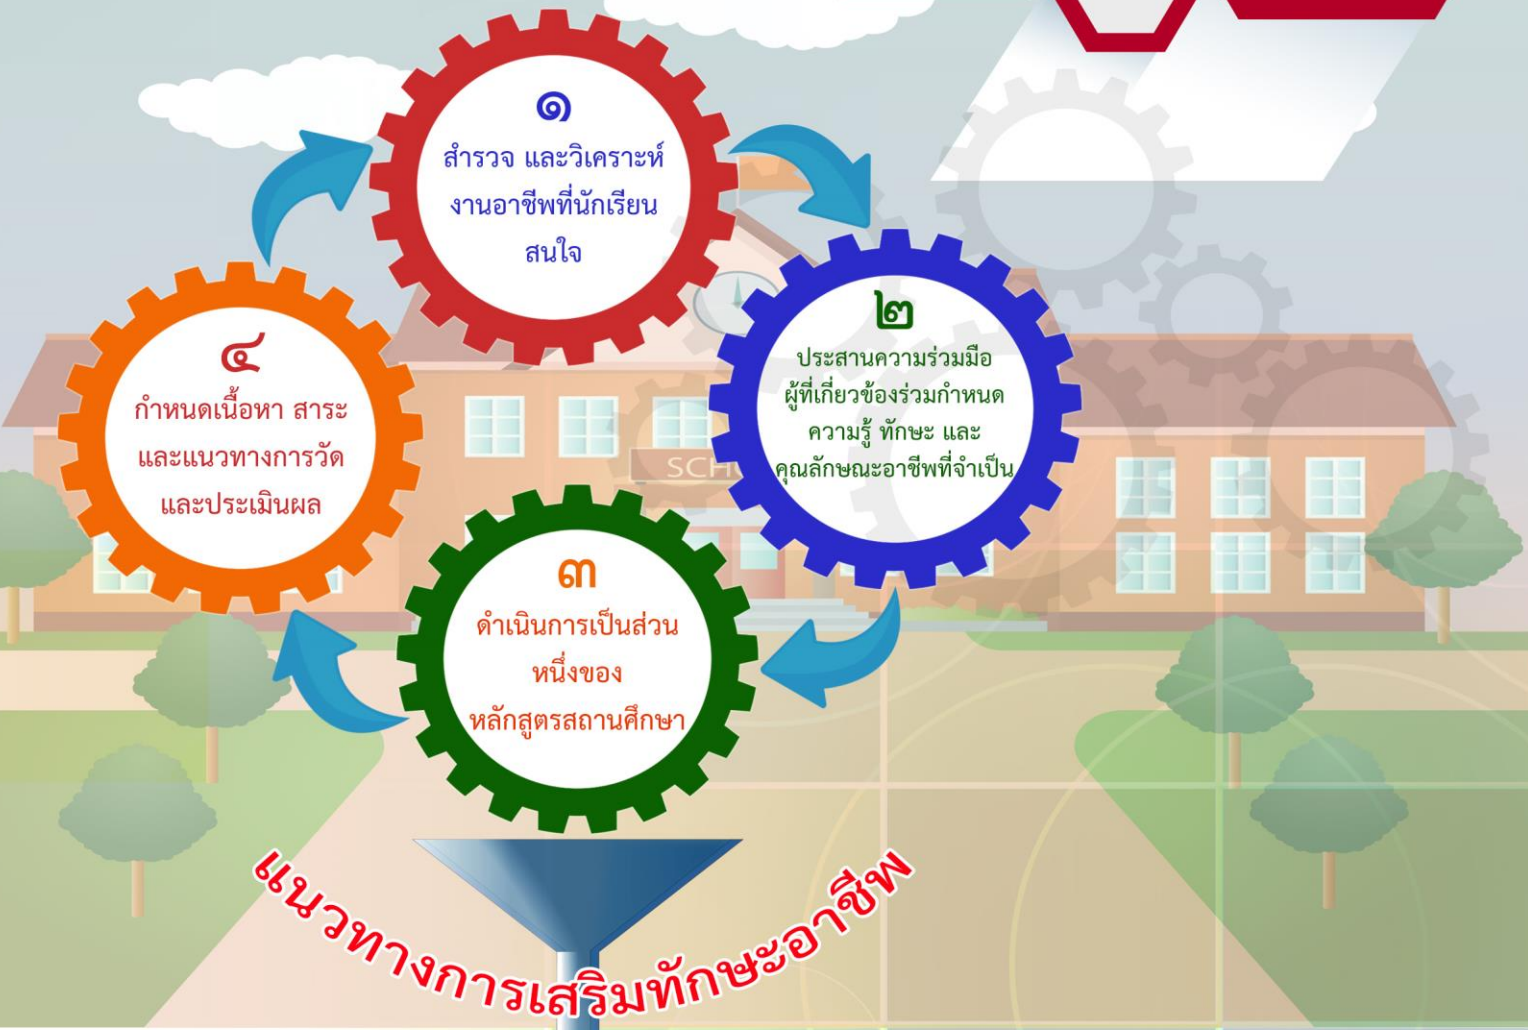 ๑
สำรวจ และวิเคราะห์
งานอาชีพที่นักเรียน
สนใจ
๒
ประสานความร่วมมือ
ผู้ที่เกี่ยวข้องร่วมกำหนด
ความรู้ ทักษะ และ
คุณลักษณะอาชีพที่จำเป็น
๓
ดำเนินการเป็นส่วน
หนึ่งของ
หลักสูตรสถานศึกษา
๔
กำหนดเนื้อหา สาระ
และแนวทางการวัด
และประเมินผล
แนวทางการเสริมทักษะอาชีพ